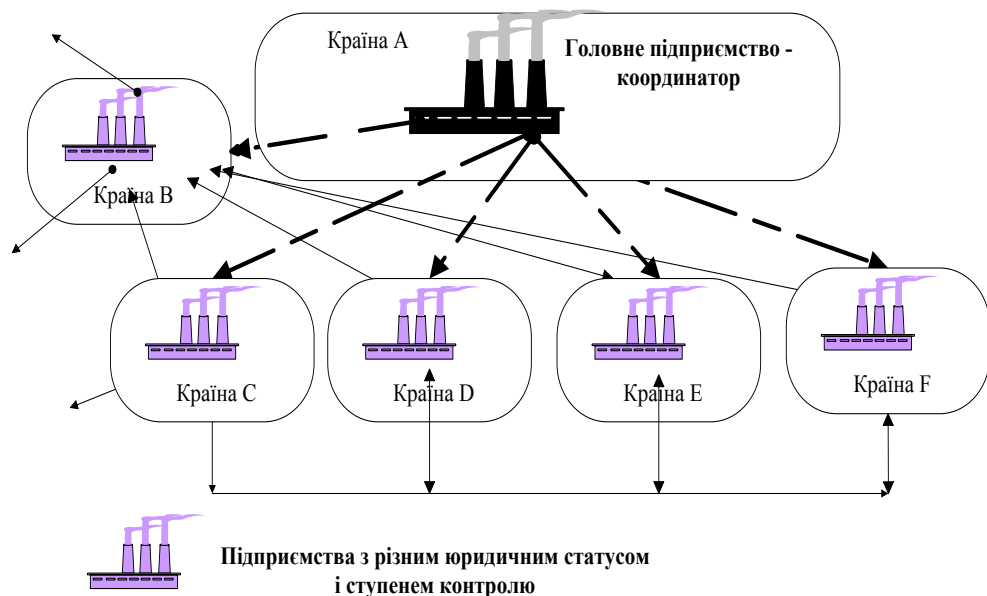 Країна A
Головне підприємство -
координатор
Країна B
Країна C
Країна D
Країна E
Країна F
Підприємства з різним юридичним статусом
і ступенем контролю